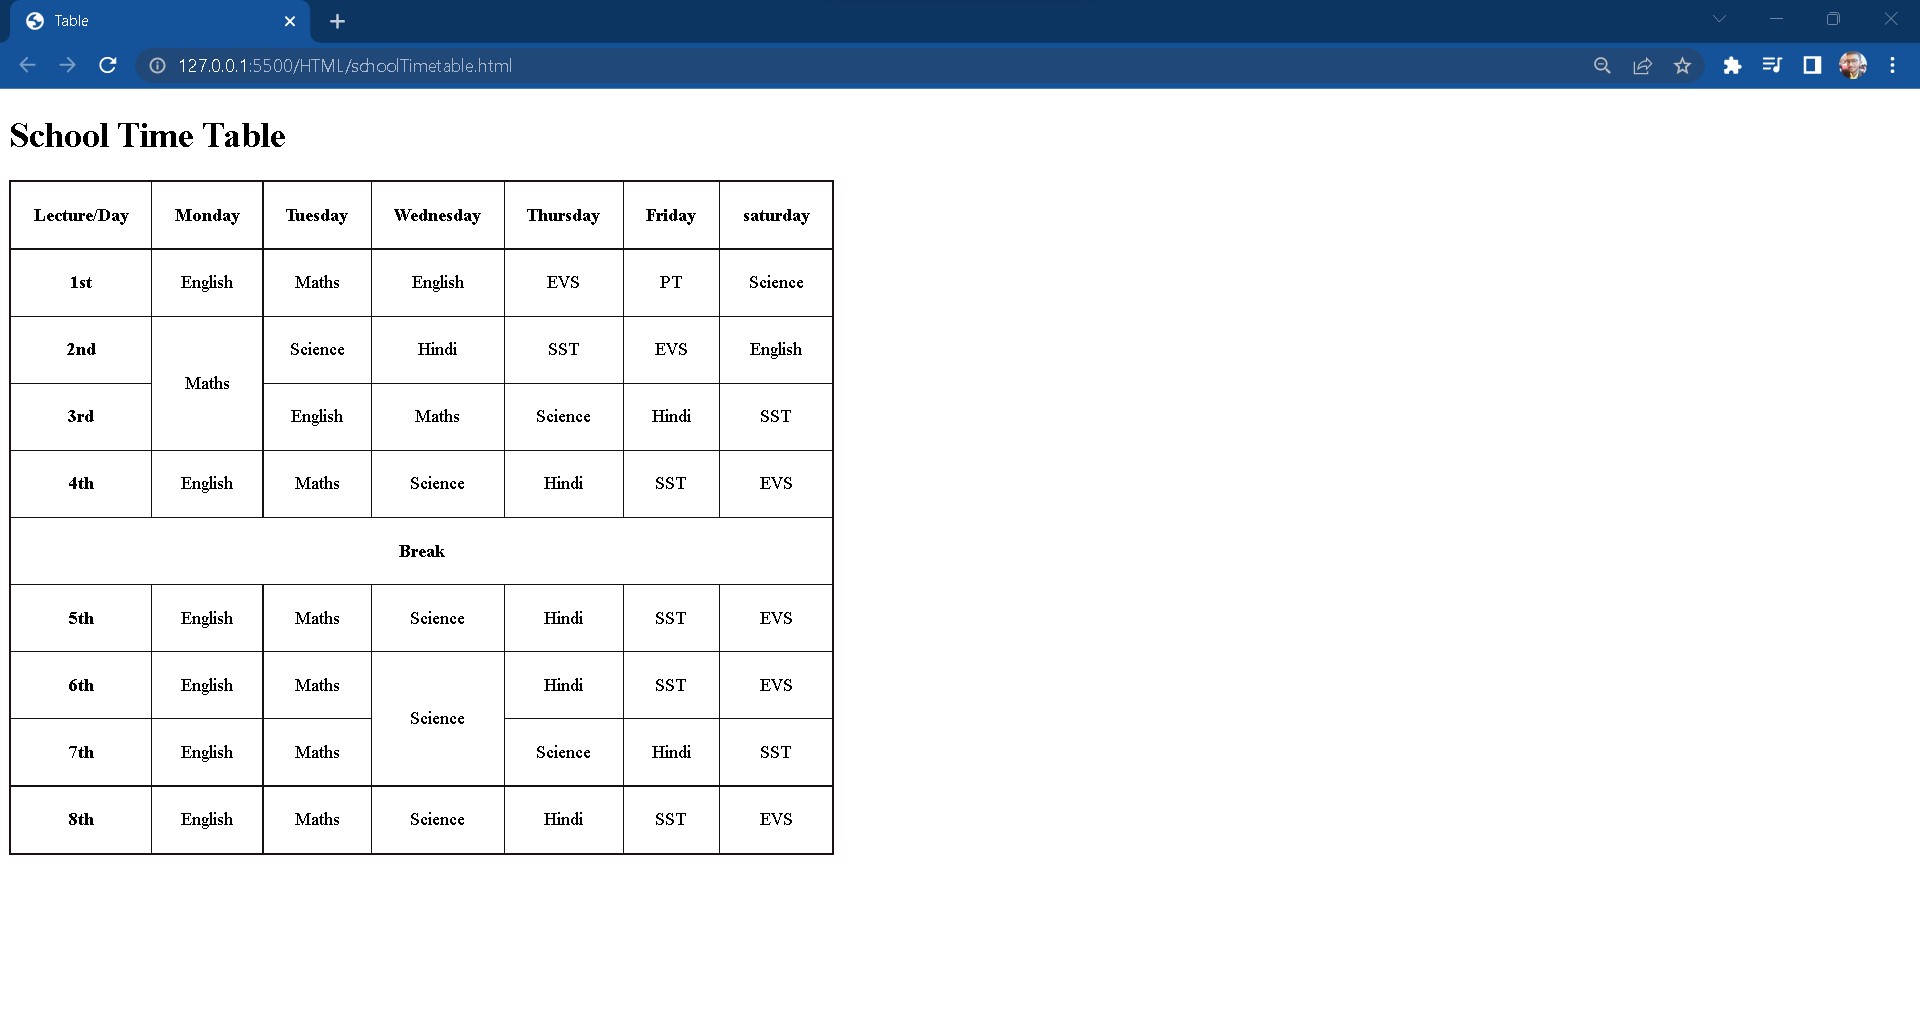 Table
127.0.0.1:5500/HTML/schoolTimetable.html
School Time Table
Lecture/Day Monday Tuesday Wednesday Thursday Friday saturday
1st English Maths English EVS PT Science
2nd Science Hindi SST EVS English
Maths
3rd English Maths Science Hindi SST
4th English Maths Science Hindi SST EVS
Break
5th English Maths Science Hindi SST EVS
6th English Maths Hindi SST EVS
Science
7th English Maths Science Hindi SST
8th English Maths Science Hindi SST EVS